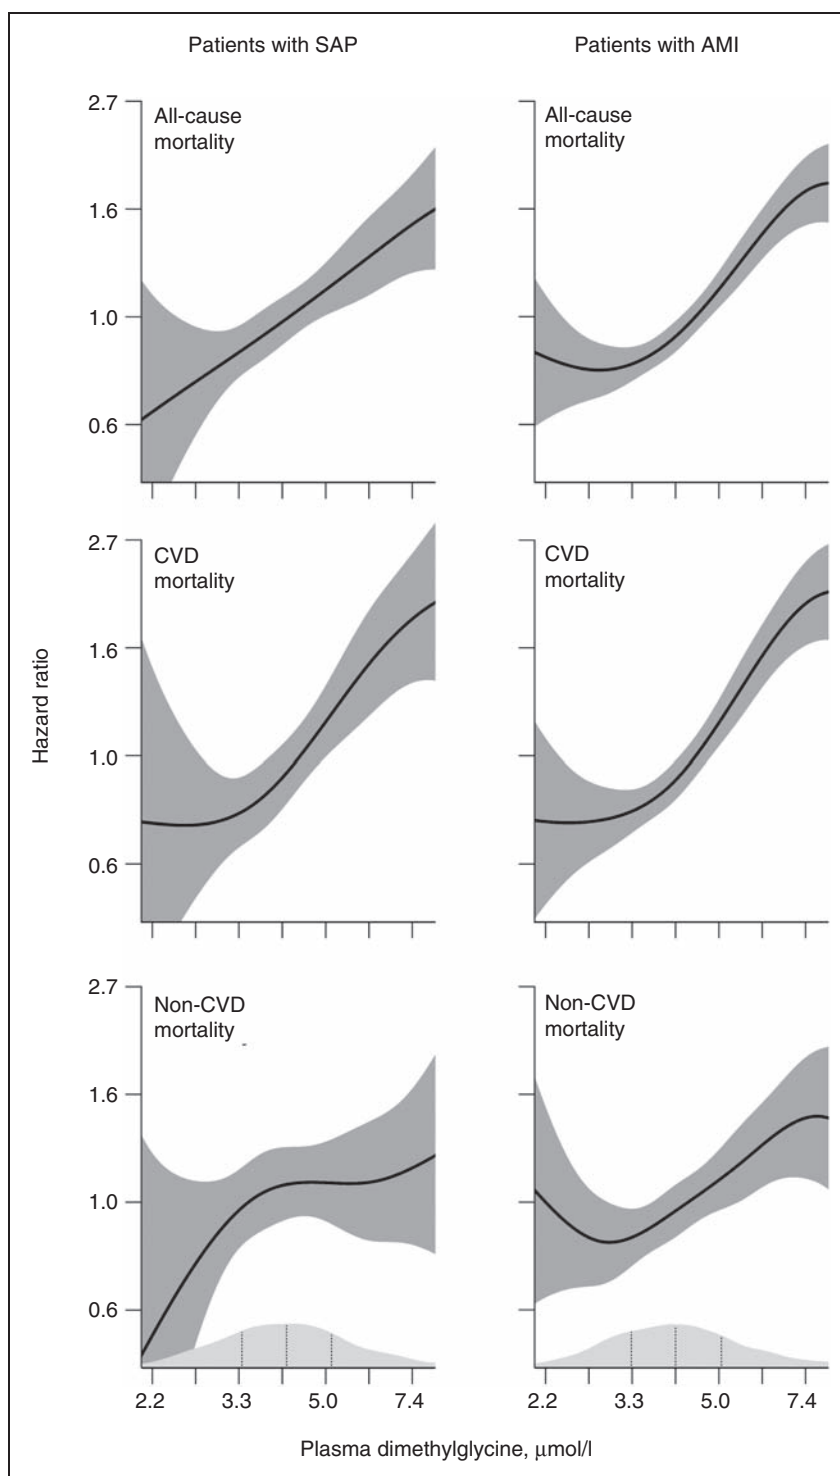 Patients with SAP
Patients with AMI
2.7
All-cause
mortality
1.6
1.0
0.6
All-cause
mortality
2.7
CVD
mortality
1.6
1.0
0.6
CVD
mortality
Hazard ratio
2.7
Non-CVD
mortality
1.6
1.0
0.6
Non-CVD
mortality
2.2 3.3 5.0 7.4
2.2 3.3 5.0 7.4
Plasma dimethylglycine, μmol/l